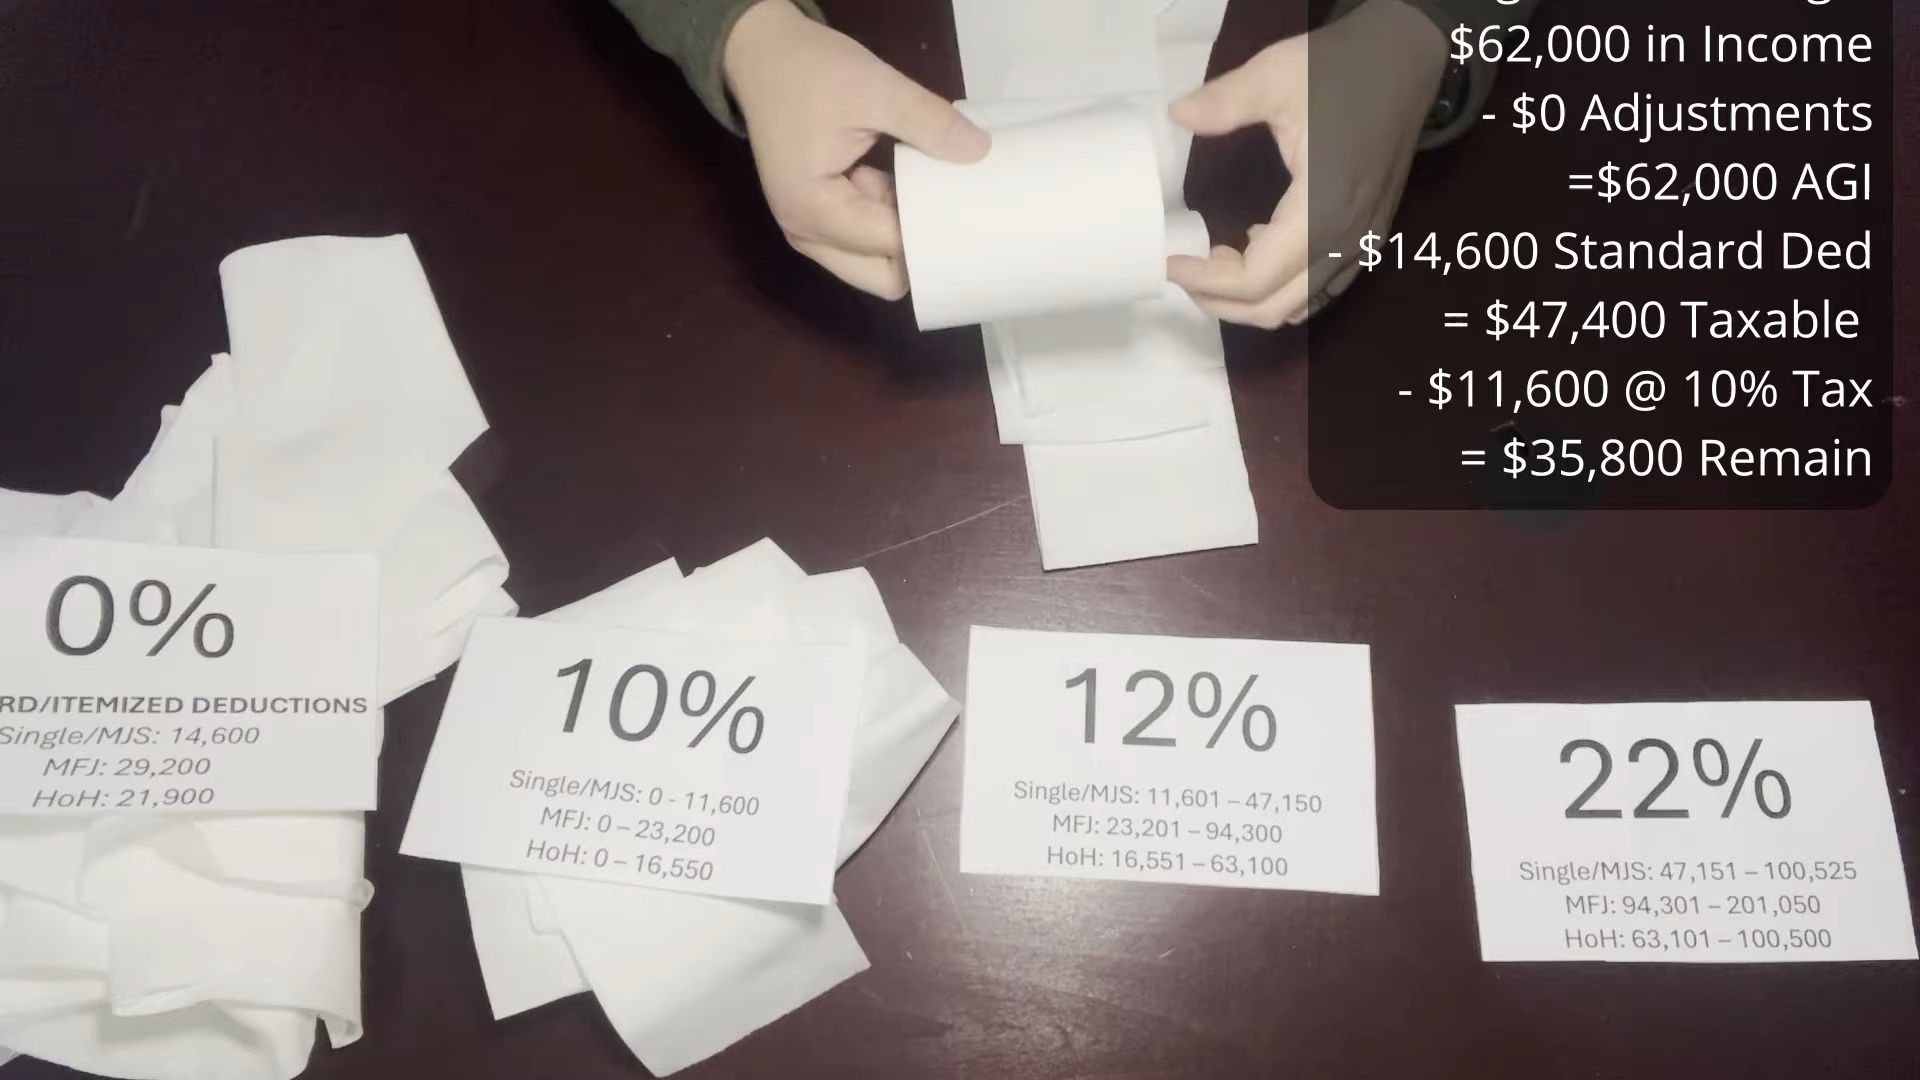 $62,000 in Income
- $0 Adjustments
=$62,000 AGI
- $14,600 Standard Ded
= $47,400 Taxable
- $11,600 @ 10% Tax
= $35,800 Remain
0%
RD/ITEMIZED DEDUCTIONS
Single/MJS: 14,600
MFJ: 29,200
HoH: 21,900
10%
Single/MJS: 0 - 11,600
MFJ: 0 – 23,200
HoH: 0 – 16,550
12%
Single/MJS: 11,601 – 47,150
MFJ: 23,201 – 94,300
HoH: 16,551 – 63,100
22%
Single/MJS: 47,151 – 100,525
MFJ: 94,301 – 201,050
HoH: 63,101 – 100,500